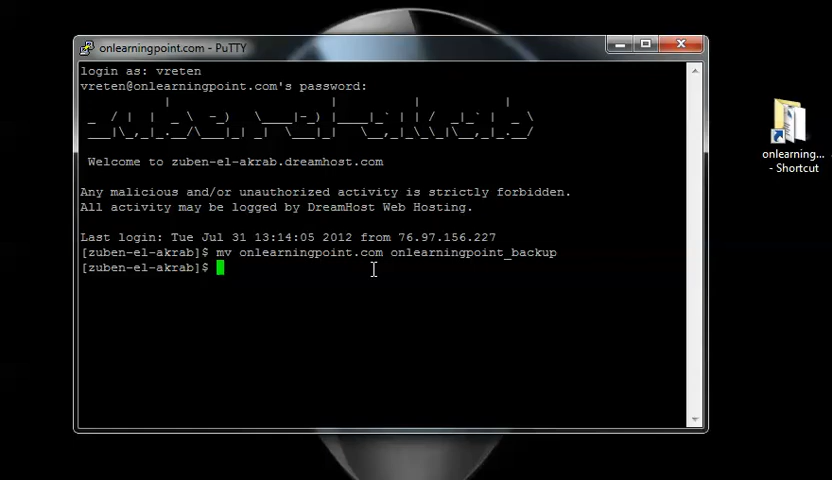 onlearningpoint.com - PuTTY
login as: vreten
vreten@onlearningpoint.com's password:
zuben-el-akrab
Welcome to zuben-el-akrab.dreamhost.com
Any malicious and/or unauthorized activity is strictly forbidden.
All activity may be logged by DreamHost Web Hosting.
Last login: Tue Jul 31 13:14:05 2012 from 76.97.156.227
[zuben-el-akrab]$ mv onlearningpoint.com onlearningpoint_backup
[zuben-el-akrab]$
onlearning...
- Shortcut